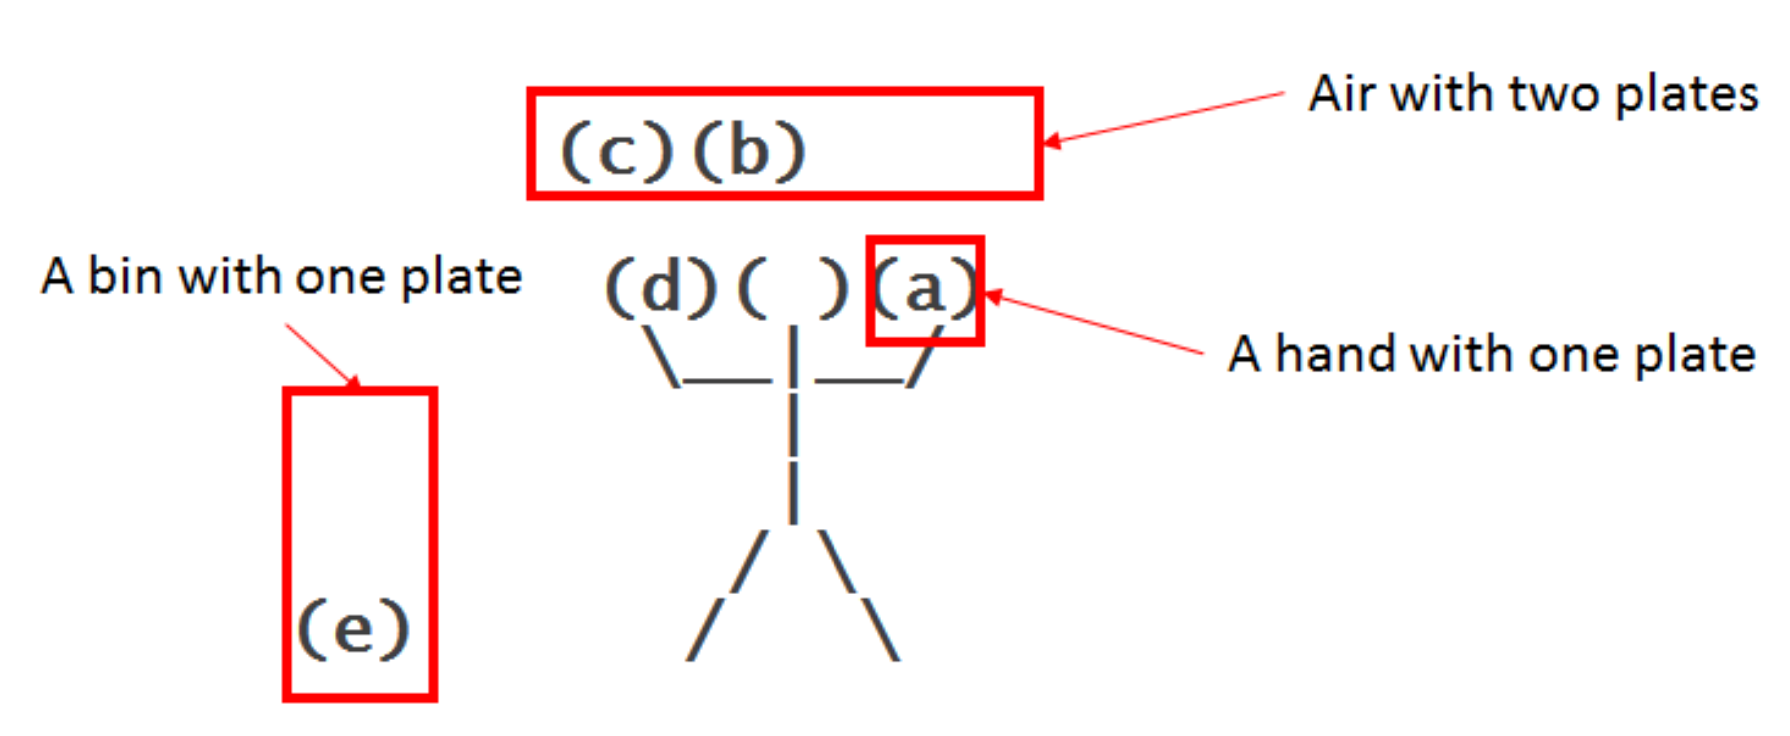 Air with two plates
(c)(b)
A bin with one plate
(d)( )(a)
A hand with one plate
(e)